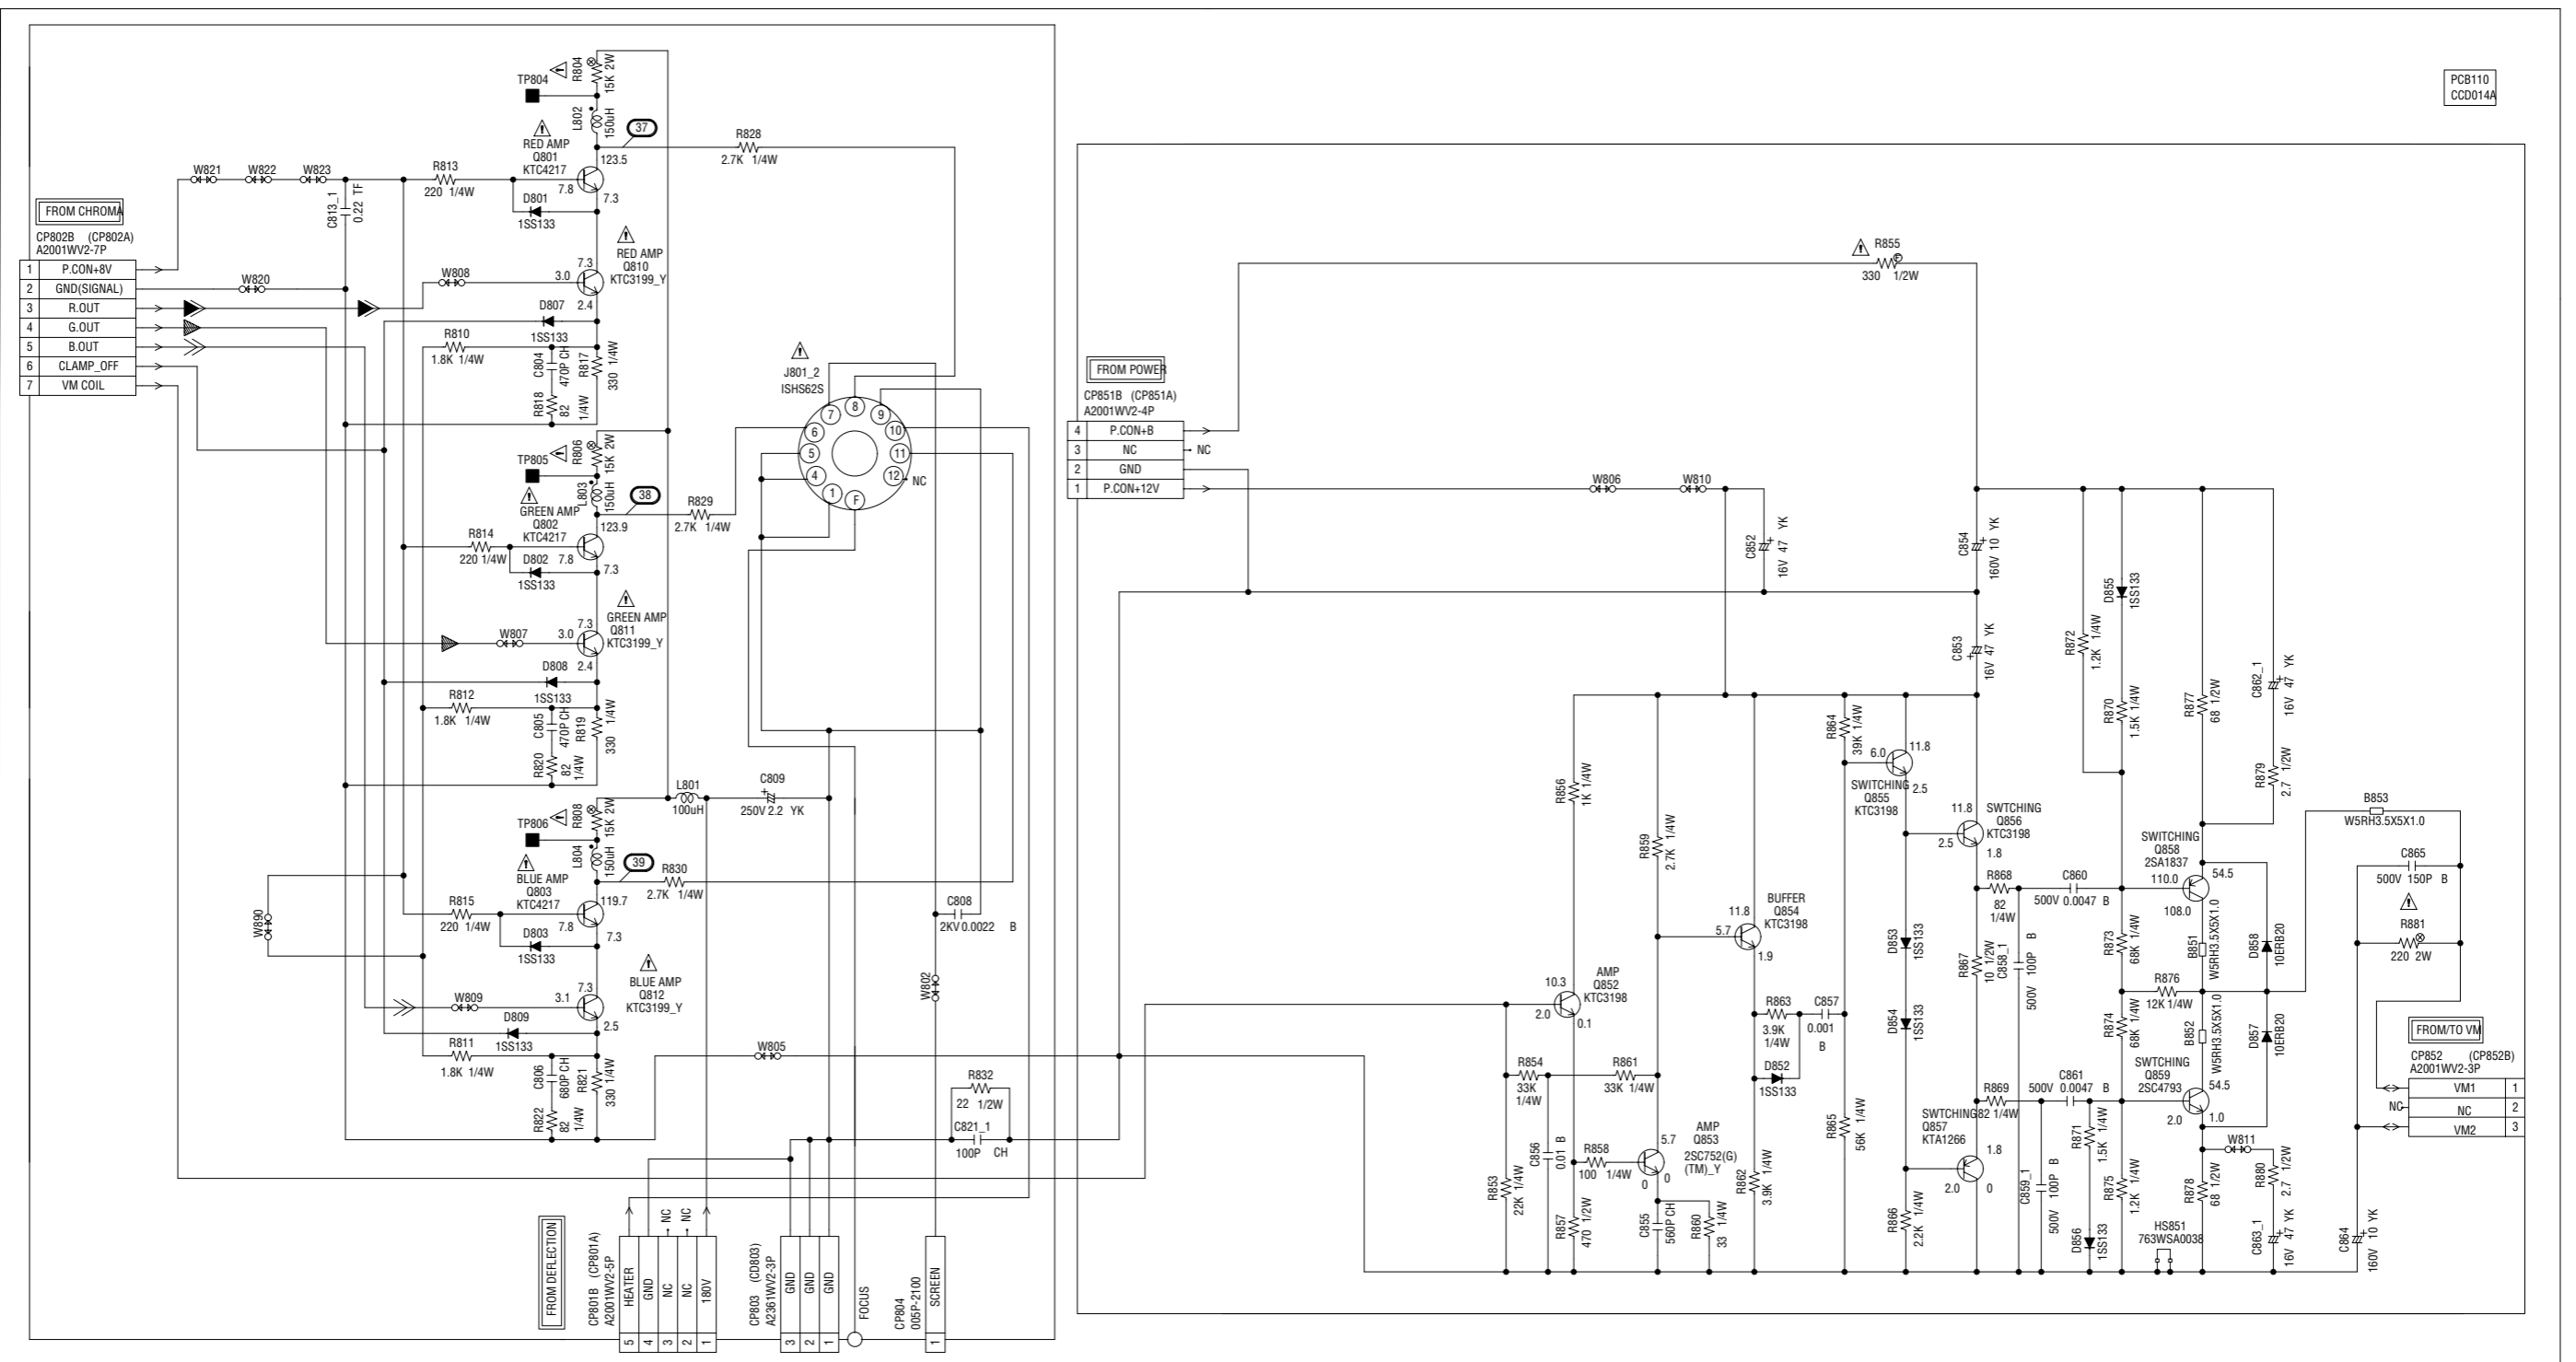 PCB110
CCD014A
FROM CHROMA
CP802B (CP802A)
A2001WV2-7P
1 P.CON+8V
2 GND(SIGNAL)
3 R.OUT
4 G.OUT
5 B.OUT
6 CLAMP_OFF
7 VM COIL
W821
W822
W823
W820
C813_1
0.22 TF
R813
220 1/4W
TP804
R804
15K 2W
L802
150uH
37
RED AMP
Q801
KTC4217
123.5
7.8
7.3
D801
1SS133
R828
2.7K 1/4W
RED AMP
Q810
KTC3199_Y
7.3
3.0
2.4
W808
D807
1SS133
R810
1.8K 1/4W
C804
470P CH
R817
330 1/4W
R818
82
1/4W
TP805
R806
15K 2W
L803
150uH
38
GREEN AMP
Q802
KTC4217
123.9
7.8
7.3
R814
220 1/4W
D802
1SS133
R829
2.7K 1/4W
GREEN AMP
Q811
KTC3199_Y
7.3
3.0
2.4
W807
D808
1SS133
R812
1.8K 1/4W
C805
470P CH
R819
330
1/4W
R820
82
1/4W
TP806
R808
15K 2W
L804
150uH
39
BLUE AMP
Q803
KTC4217
119.7
7.8
7.3
R815
220 1/4W
D803
1SS133
R830
2.7K 1/4W
W890
BLUE AMP
Q812
KTC3199_Y
7.3
3.1
2.5
W809
D809
1SS133
R811
1.8K 1/4W
C806
680P CH
R821
330 1/4W
R822
82
1/4W
L801
100uH
C809
+
250V 2.2 YK
J801_2
ISHS62S
7
8
9
6
10
5
11
4
12
1
F
NC
C808
2KV 0.0022 B
W802
W805
R832
22 1/2W
C821_1
100P CH
FROM DEFLECTION
CP801B (CP801A)
A2001WV2-5P
HEATER 5
GND 4
NC 3
NC 2
180V 1
NC
NC
CP803 (CD803)
A2361WV2-3P
GND 3
GND 2
GND 1
FOCUS
CP804
005P-2100
SCREEN 1
FROM POWER
CP851B (CP851A)
A2001WV2-4P
4 P.CON+B
3 NC
2 GND
1 P.CON+12V
NC
R855
330 1/2W
W806
W810
C852
+
16V 47 YK
C854
+
160V 10 YK
C853
+
16V 47 YK
R872
1.2K 1/4W
D855
1SS133
R870
1.5K 1/4W
R877
68 1/2W
C862_1
+
16V 47 YK
R879
2.7 1/2W
R856
1K 1/4W
R859
2.7K 1/4W
R864
39K 1/4W
6.0
11.8
2.5
SWITCHING
Q855
KTC3198
11.8
2.5
1.8
SWTCHING
Q856
KTC3198
BUFFER
Q854
KTC3198
11.8
5.7
1.9
D853
1SS133
D854
1SS133
R868
82
1/4W
C860
500V 0.0047 B
R867
10 1/2W
C858_1
100P B
500V
SWITCHING
Q858
2SA1837
110.0
54.5
108.0
R873
68K 1/4W
B851
W5RH3.5X5X1.0
D858
10ERB20
R876
12K 1/4W
R874
68K 1/4W
B852
W5RH3.5X5X1.0
D857
10ERB20
B853
W5RH3.5X5X1.0
C865
500V 150P B
R881
220 2W
FROM/TO VM
CP852 (CP852B)
A2001WV2-3P
VM1 1
NC 2
VM2 3
NC
AMP
Q852
KTC3198
10.3
2.0
0.1
R863
3.9K
1/4W
C857
0.001
B
D852
1SS133
R854
33K
1/4W
R861
33K 1/4W
R853
22K 1/4W
C856
0.01 B
R858
100 1/4W
R857
470 1/2W
AMP
Q853
2SC752(G)
(TM)_Y
5.7
0
0
C855
560P CH
R860
33 1/4W
R862
3.9K 1/4W
R865
56K 1/4W
R866
2.2K 1/4W
SWTCHING
Q857
KTA1266
1.8
2.0
0
R869
82 1/4W
C861
500V 0.0047 B
C859_1
100P B
500V
R871
1.5K 1/4W
D856
1SS133
R875
1.2K 1/4W
SWTCHING
Q859
2SC4793
54.5
2.0
1.0
W811
R878
68 1/2W
R880
2.7 1/2W
HS851
763WSA0038
C863_1
+
16V 47 YK
C864
+
160V 10 YK